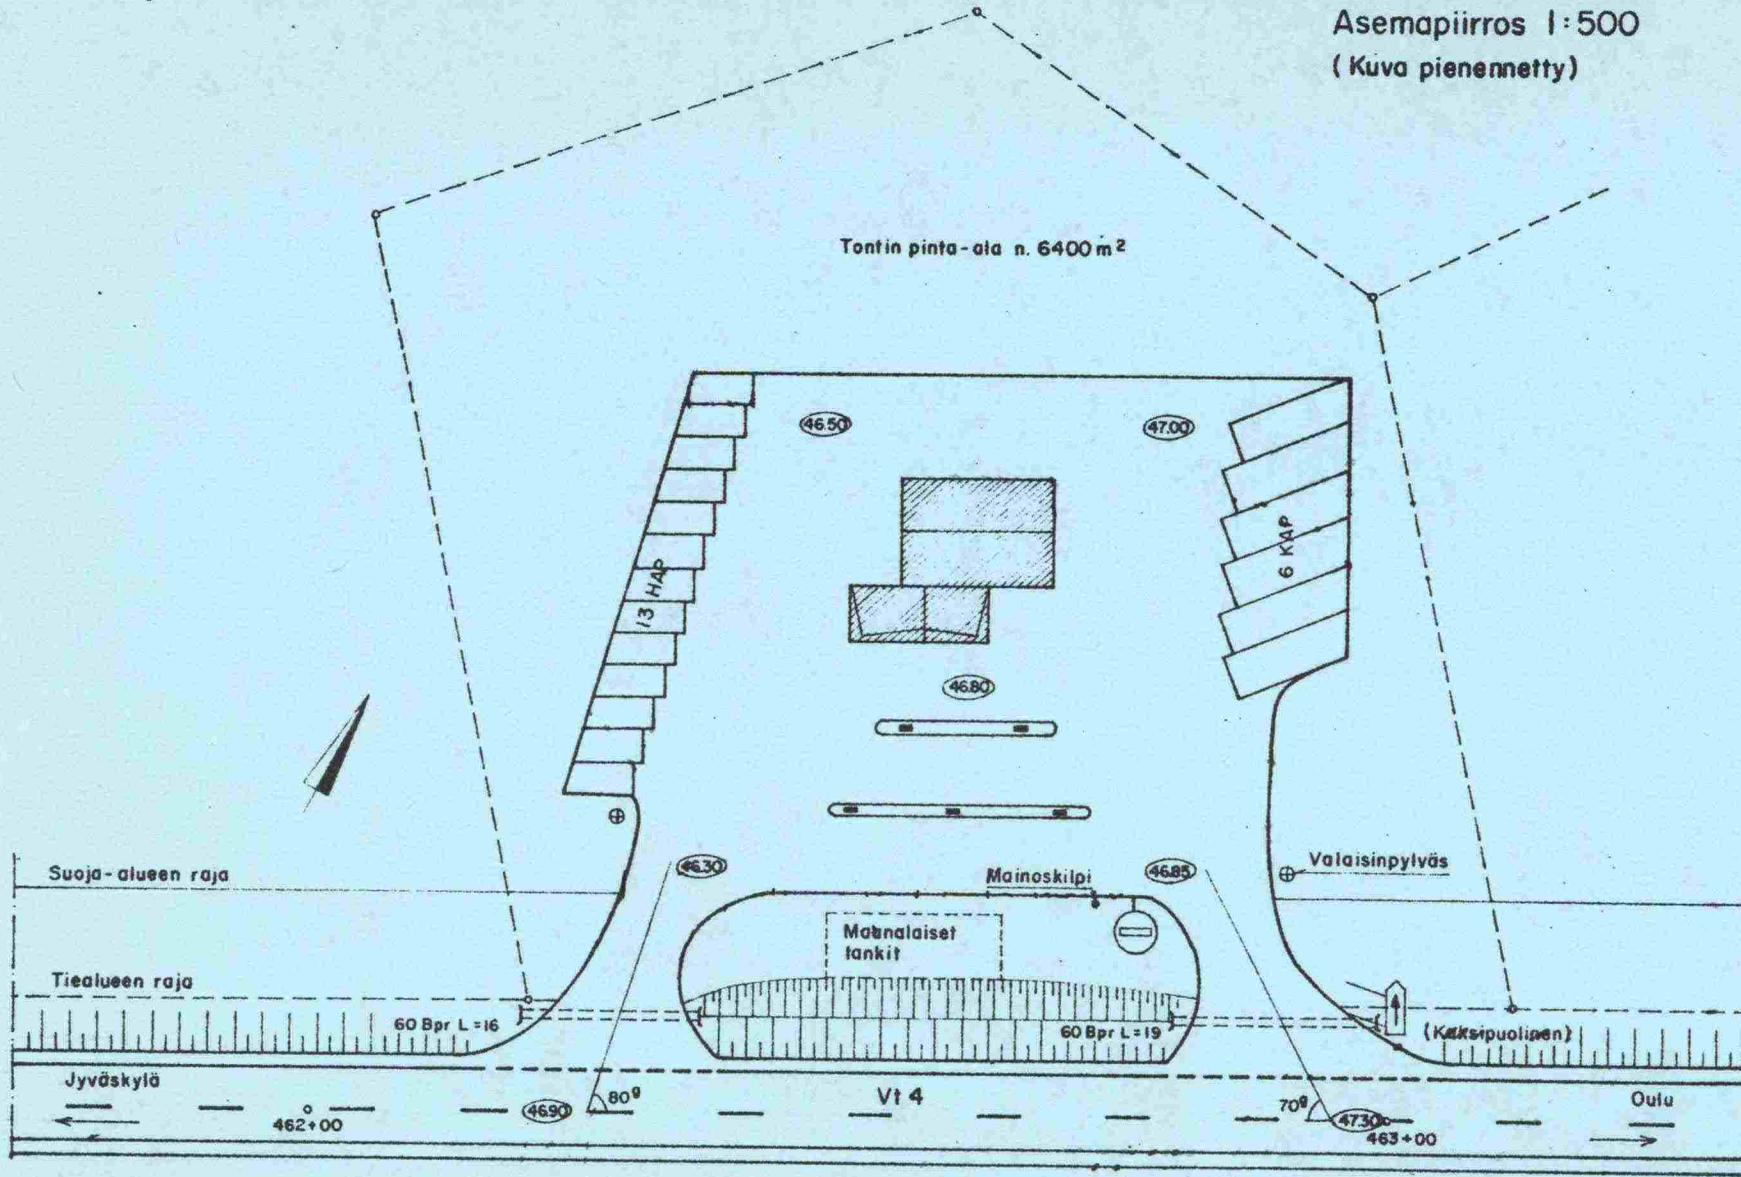 Asemapiirros 1:500
(Kuva pienennetty)
Tontin pinta-ala n. 6400 m²
46.50
47.00
13 HAP
6 KAP
46.80
46.30
46.85
Suoja-alueen raja
Mainoskilpi
Valaisinpylväs
Maanalaiset
tankit
Tiealueen raja
60 Bpr L=16
60 Bpr L=19
(Kaksipuolinen)
Jyväskylä
Vt 4
Oulu
46.90
80g
70g
47.30
462+00
463+00